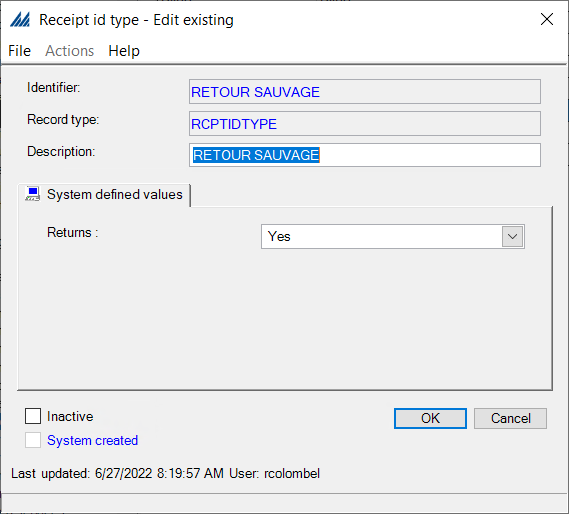 Receipt id type - Edit existing
File Actions Help
Identifier: RETOUR SAUVAGE
Record type: RCPTIDTYPE
Description: RETOUR SAUVAGE
System defined values
Returns : Yes
Inactive
OK Cancel
System created
Last updated: 6/27/2022 8:19:57 AM User: rcolombel